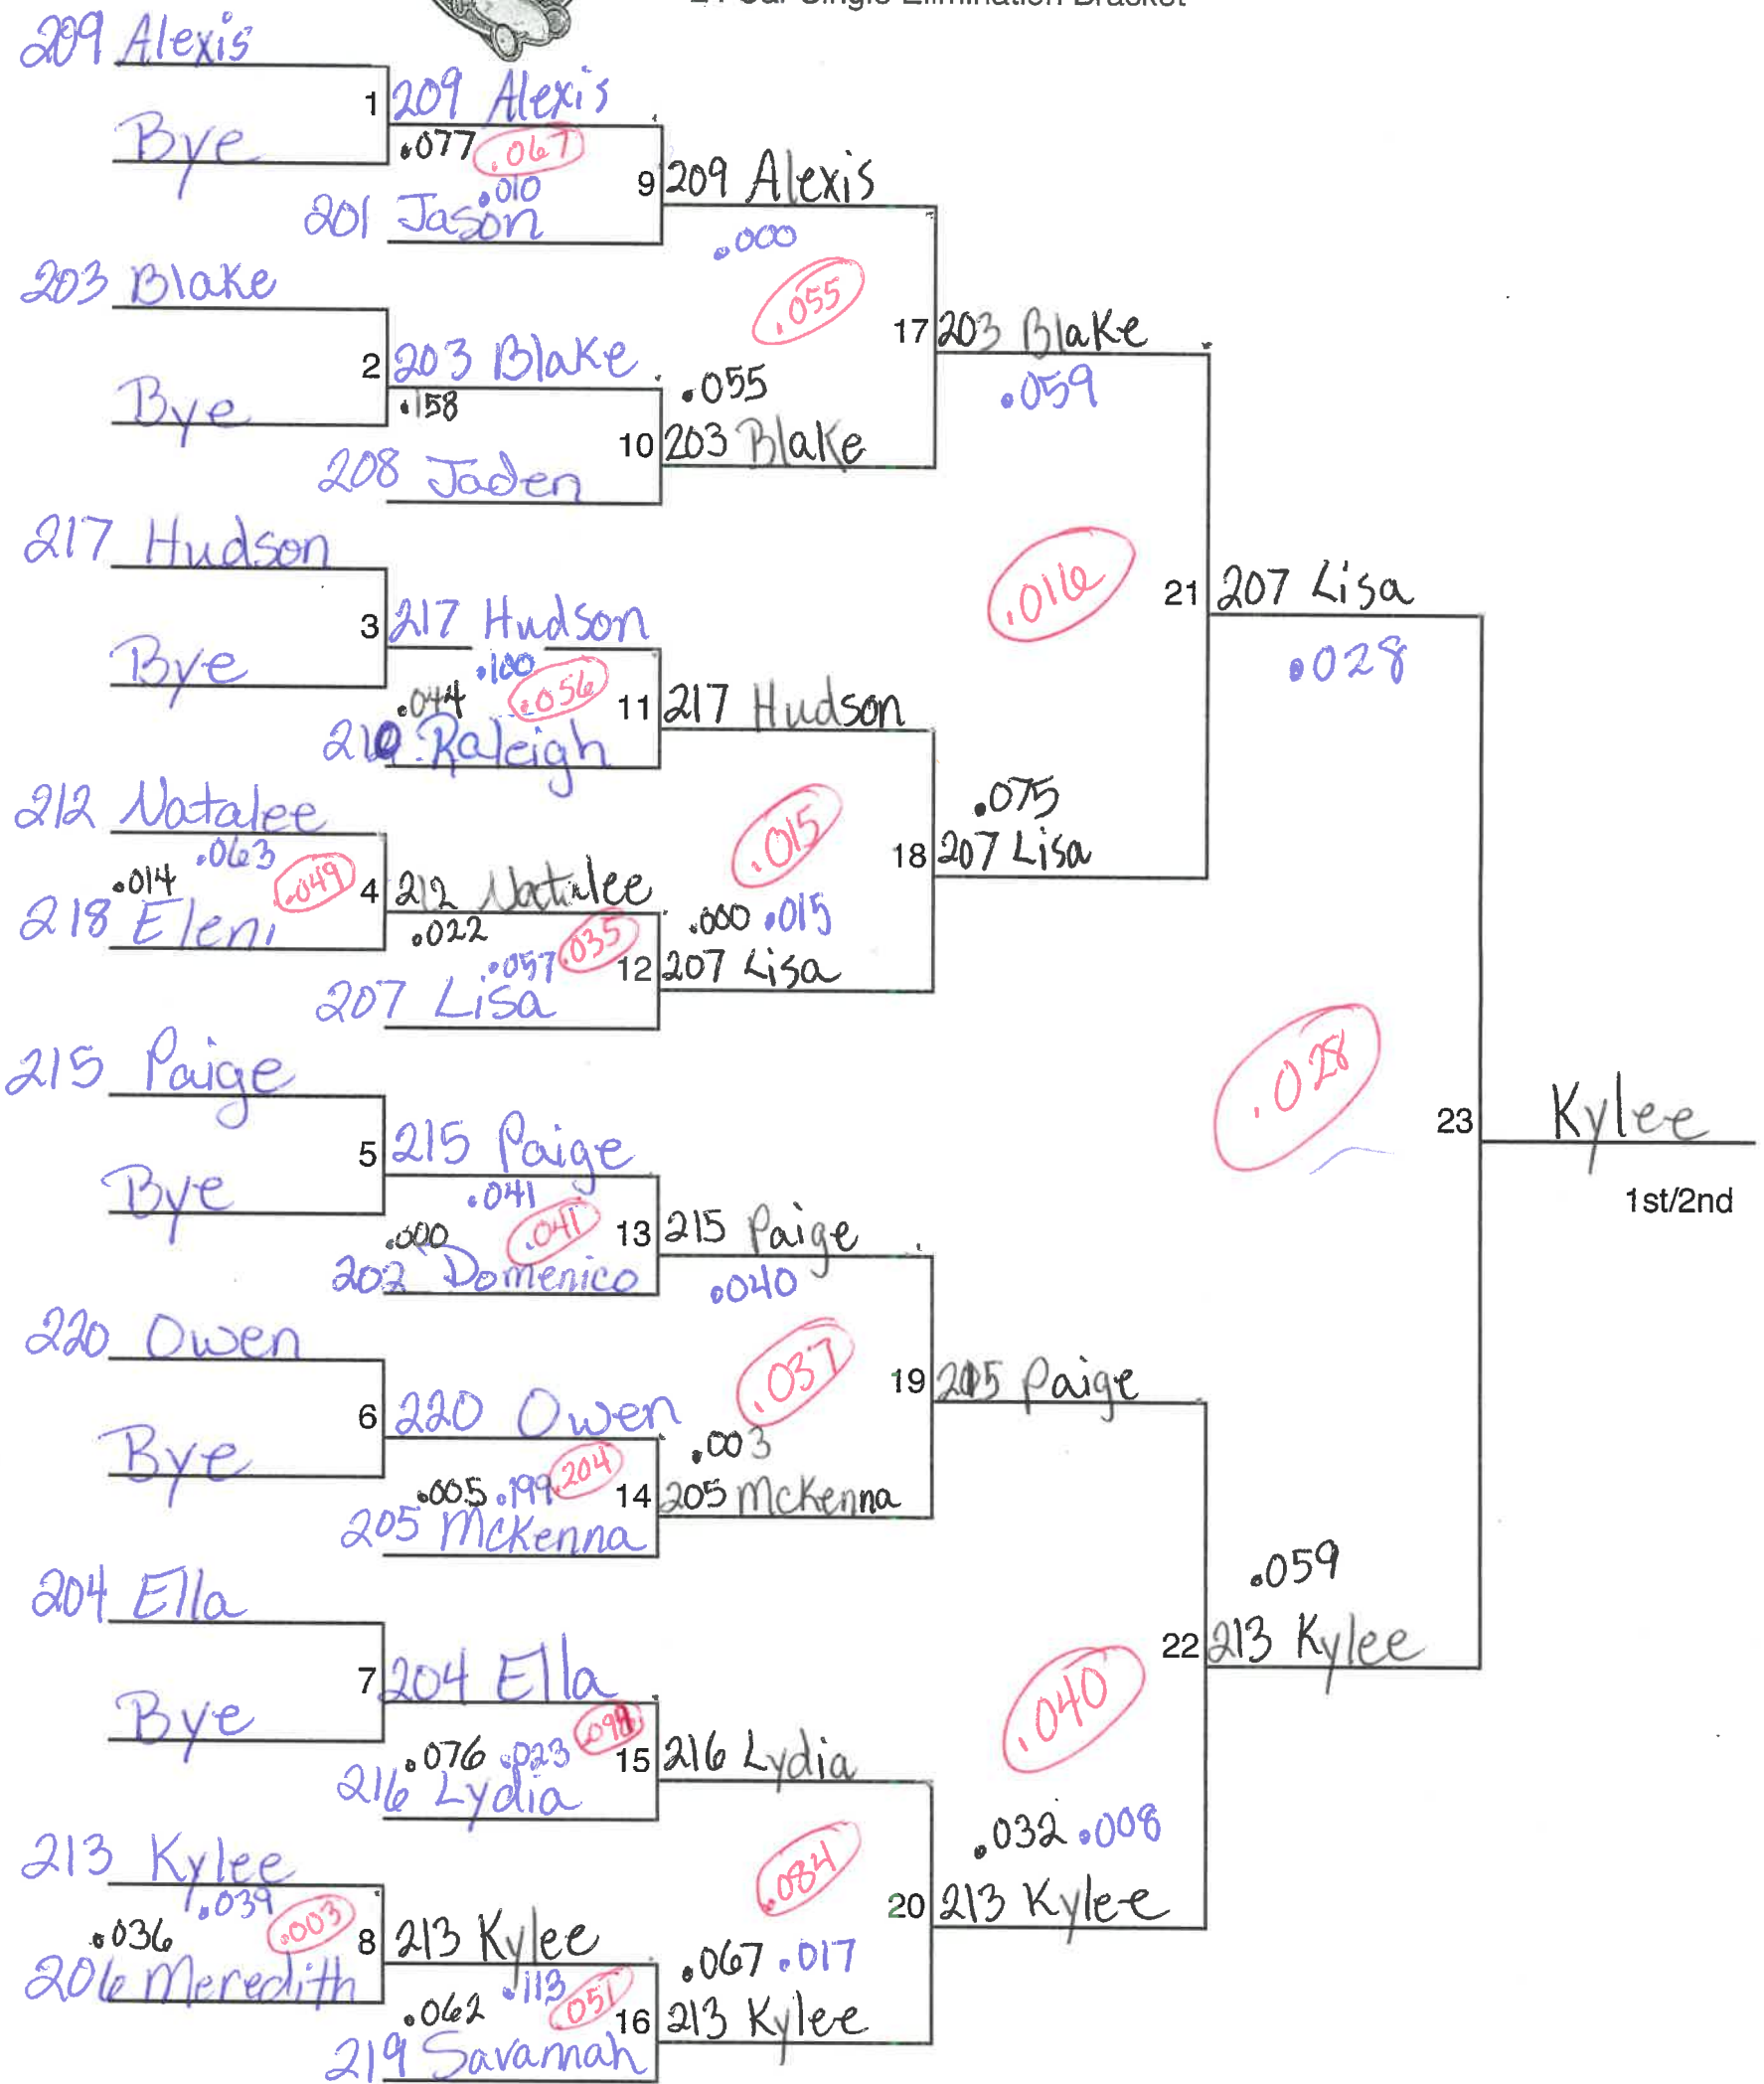 209 Alexis
1 209 Alexis
Bye .077 .067
.010
201 Jason
9 209 Alexis
.000
203 Blake
.055
17 203 Blake
2 203 Blake
.055
.059
Bye .158
10 203 Blake
208 Jaden
217 Hudson
.016
21 207 Lisa
3 217 Hudson
.028
Bye .100
.044 .056
11 217 Hudson
210 Raleigh
.075
212 Natalee
.063
.015
18 207 Lisa
.014 .049
4 212 Natalee
218 Eleni
.022
.000 .015
.057 .035
12 207 Lisa
207 Lisa
215 Paige
.028
23 Kylee
5 215 Paige
1st/2nd
Bye .041
.000 .041
13 215 Paige
202 Domenico
.040
220 Owen
.037
19 215 Paige
6 220 Owen
.003
Bye
.005 .199 .204
14 205 McKenna
205 McKenna
.059
204 Ella
22 213 Kylee
7 204 Ella
.040
Bye
.076 .023
15 216 Lydia
216 Lydia
.032 .008
213 Kylee
.039
.084
20 213 Kylee
.036 .003
8 213 Kylee
206 Meredith
.067 .017
.113
.062 .051
16 213 Kylee
219 Savannah